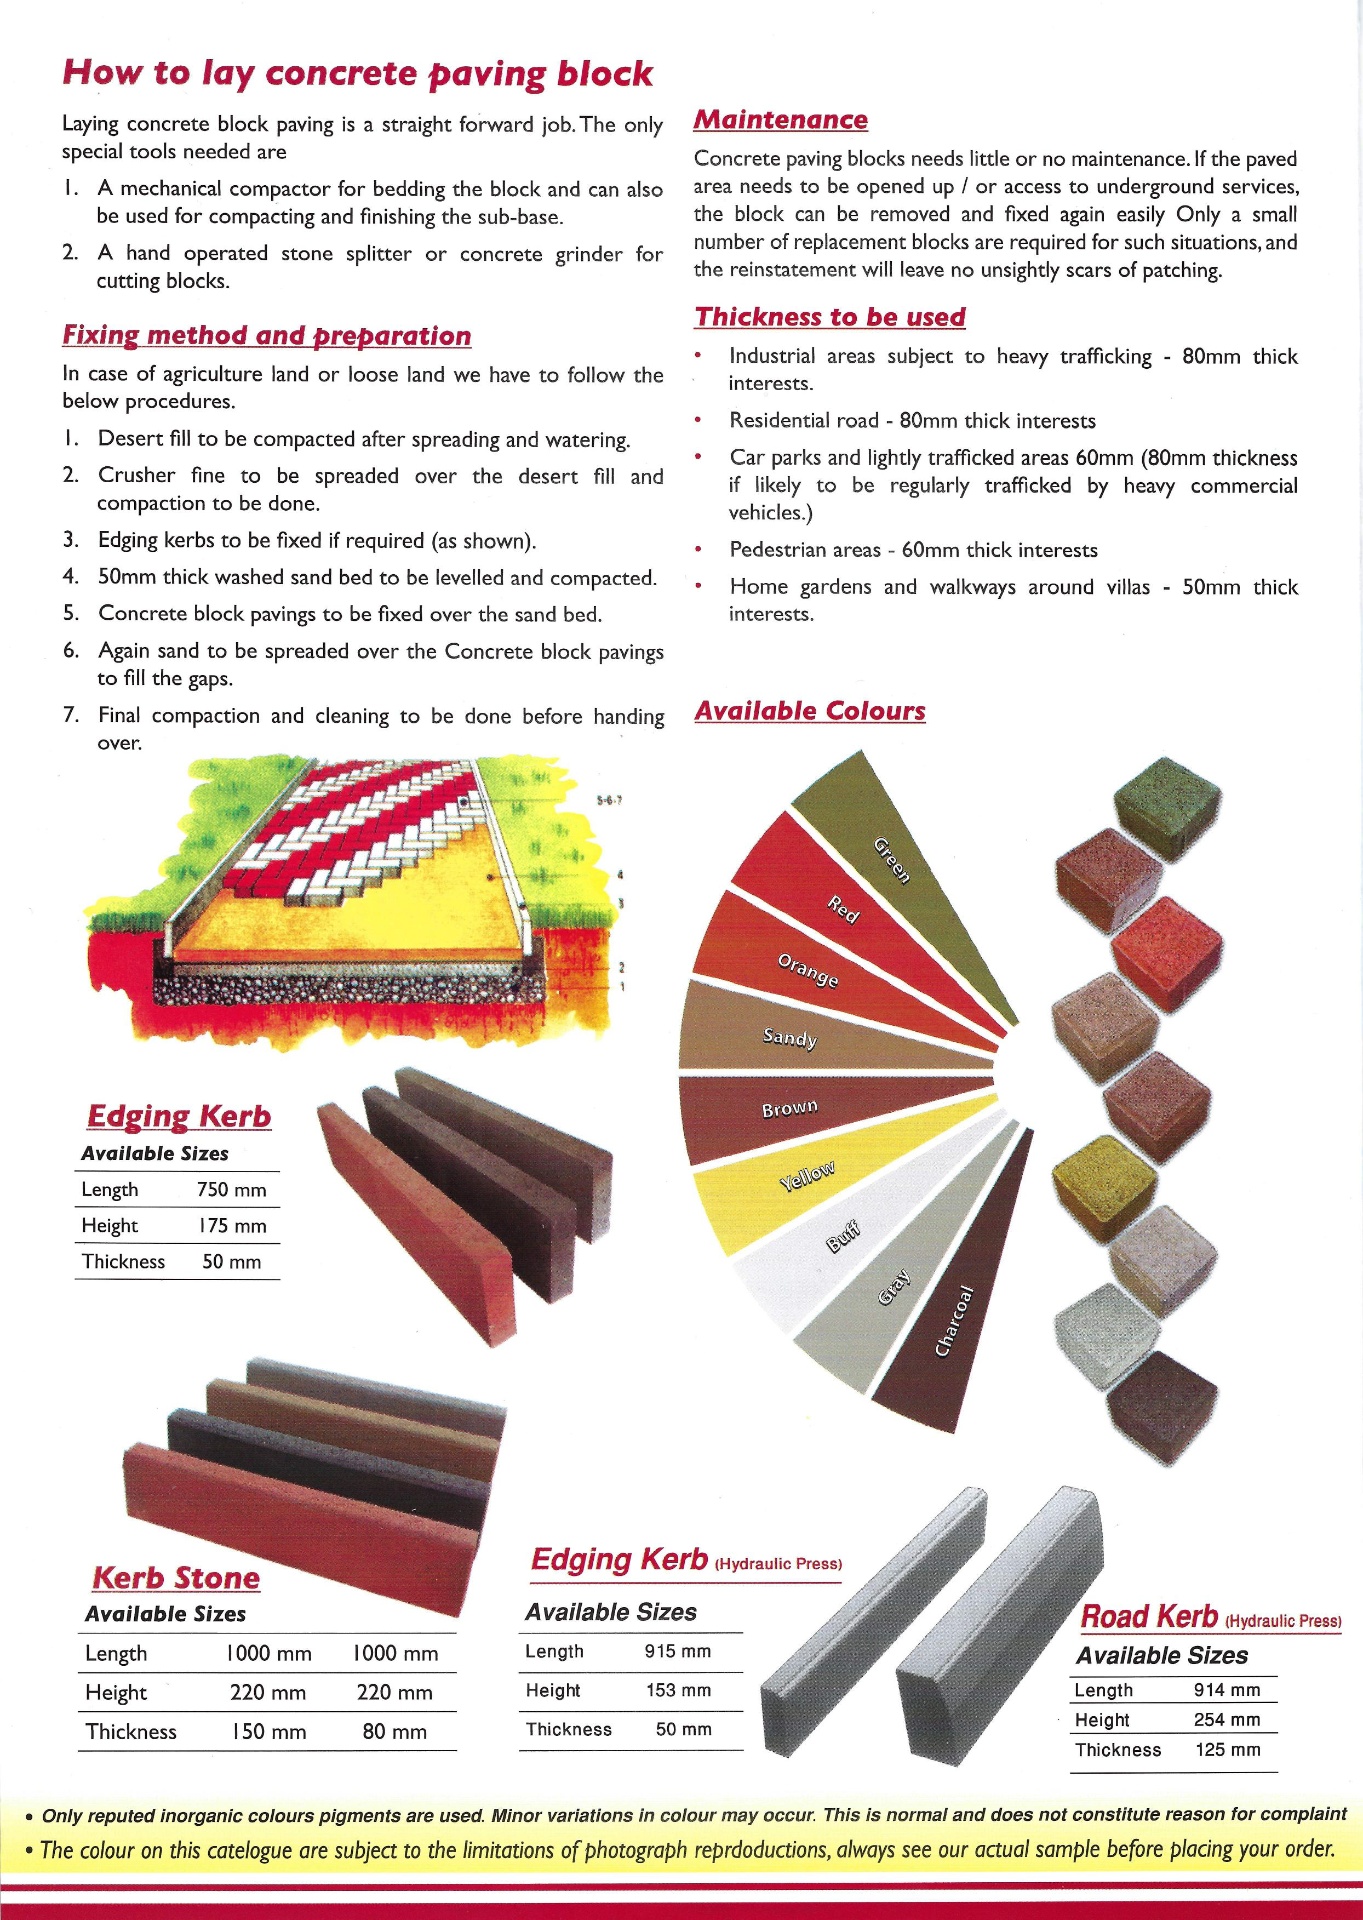 How to lay concrete paving block
Laying concrete block paving is a straight forward job. The only
special tools needed are
1. A mechanical compactor for bedding the block and can also
be used for compacting and finishing the sub-base.
2. A hand operated stone splitter or concrete grinder for
cutting blocks.
Fixing method and preparation
In case of agriculture land or loose land we have to follow the
below procedures.
1. Desert fill to be compacted after spreading and watering.
2. Crusher fine to be spreaded over the desert fill and
compaction to be done.
3. Edging kerbs to be fixed if required (as shown).
4. 50mm thick washed sand bed to be levelled and compacted.
5. Concrete block pavings to be fixed over the sand bed.
6. Again sand to be spreaded over the Concrete block pavings
to fill the gaps.
7. Final compaction and cleaning to be done before handing
over.
5-6-7
4
3
2
1
Maintenance
Concrete paving blocks needs little or no maintenance. If the paved
area needs to be opened up / or access to underground services,
the block can be removed and fixed again easily Only a small
number of replacement blocks are required for such situations, and
the reinstatement will leave no unsightly scars of patching.
Thickness to be used
• Industrial areas subject to heavy trafficking - 80mm thick
interests.
• Residential road - 80mm thick interests
• Car parks and lightly trafficked areas 60mm (80mm thickness
if likely to be regularly trafficked by heavy commercial
vehicles.)
• Pedestrian areas - 60mm thick interests
• Home gardens and walkways around villas - 50mm thick
interests.
Available Colours
Green
Red
Orange
Sandy
Brown
Yellow
Buff
Gray
Charcoal
Edging Kerb
Available Sizes
Length 750 mm
Height 175 mm
Thickness 50 mm
Kerb Stone
Available Sizes
Length 1000 mm 1000 mm
Height 220 mm 220 mm
Thickness 150 mm 80 mm
Edging Kerb (Hydraulic Press)
Available Sizes
Length 915 mm
Height 153 mm
Thickness 50 mm
Road Kerb (Hydraulic Press)
Available Sizes
Length 914 mm
Height 254 mm
Thickness 125 mm
• Only reputed inorganic colours pigments are used. Minor variations in colour may occur. This is normal and does not constitute reason for complaint
• The colour on this catelogue are subject to the limitations of photograph reprdoductions, always see our actual sample before placing your order.